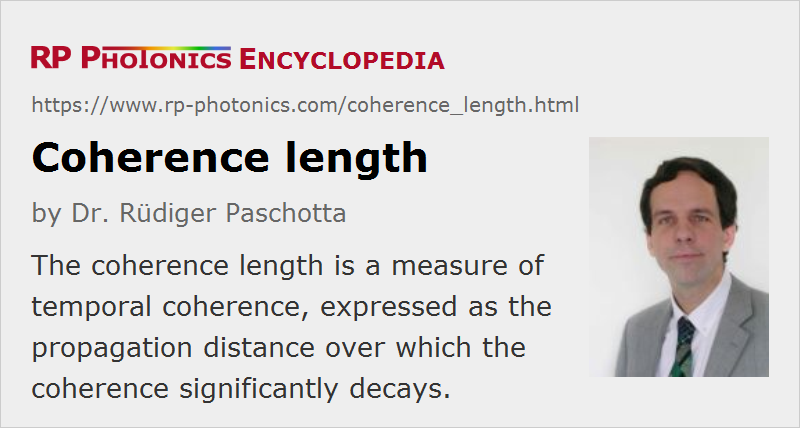 RP PHOTONICS ENCYCLOPEDIA
https://www.rp-photonics.com/coherence_length.html
Coherence length
by Dr. Rüdiger Paschotta
The coherence length is a measure of
temporal coherence, expressed as the
propagation distance over which the
coherence significantly decays.